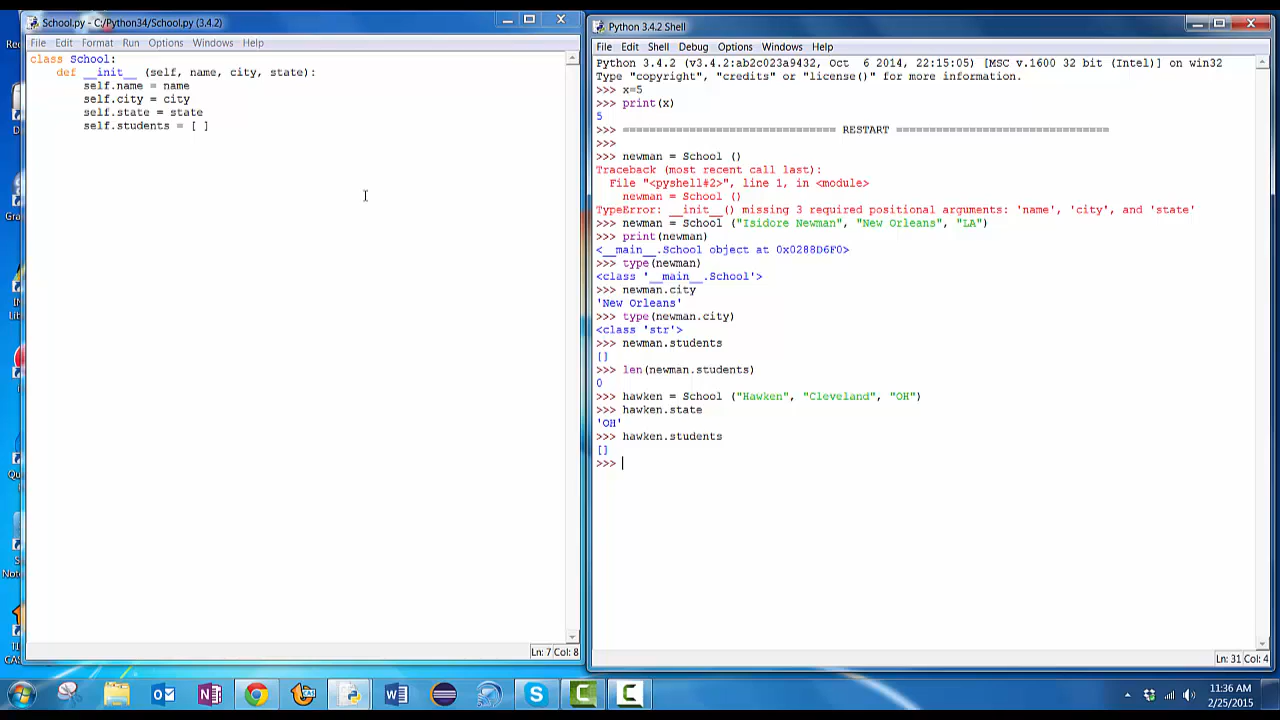 School.py - C:/Python34/School.py (3.4.2)
File Edit Format Run Options Windows Help
class School:
    def __init__ (self, name, city, state):
        self.name = name
        self.city = city
        self.state = state
        self.students = [ ]
Ln: 7 Col: 8
Python 3.4.2 Shell
File Edit Shell Debug Options Windows Help
Python 3.4.2 (v3.4.2:ab2c023a9432, Oct  6 2014, 22:15:05) [MSC v.1600 32 bit (Intel)] on win32
Type "copyright", "credits" or "license()" for more information.
>>> x=5
>>> print(x)
5
>>> ================================ RESTART ================================
>>>
>>> newman = School ()
Traceback (most recent call last):
  File "<pyshell#2>", line 1, in <module>
    newman = School ()
TypeError: __init__() missing 3 required positional arguments: 'name', 'city', and 'state'
>>> newman = School ("Isidore Newman", "New Orleans", "LA")
>>> print(newman)
<__main__.School object at 0x0288D6F0>
>>> type(newman)
<class '__main__.School'>
>>> newman.city
'New Orleans'
>>> type(newman.city)
<class 'str'>
>>> newman.students
[]
>>> len(newman.students)
0
>>> hawken = School ("Hawken", "Cleveland", "OH")
>>> hawken.state
'OH'
>>> hawken.students
[]
>>>
Ln: 31 Col: 4
11:36 AM
2/25/2015